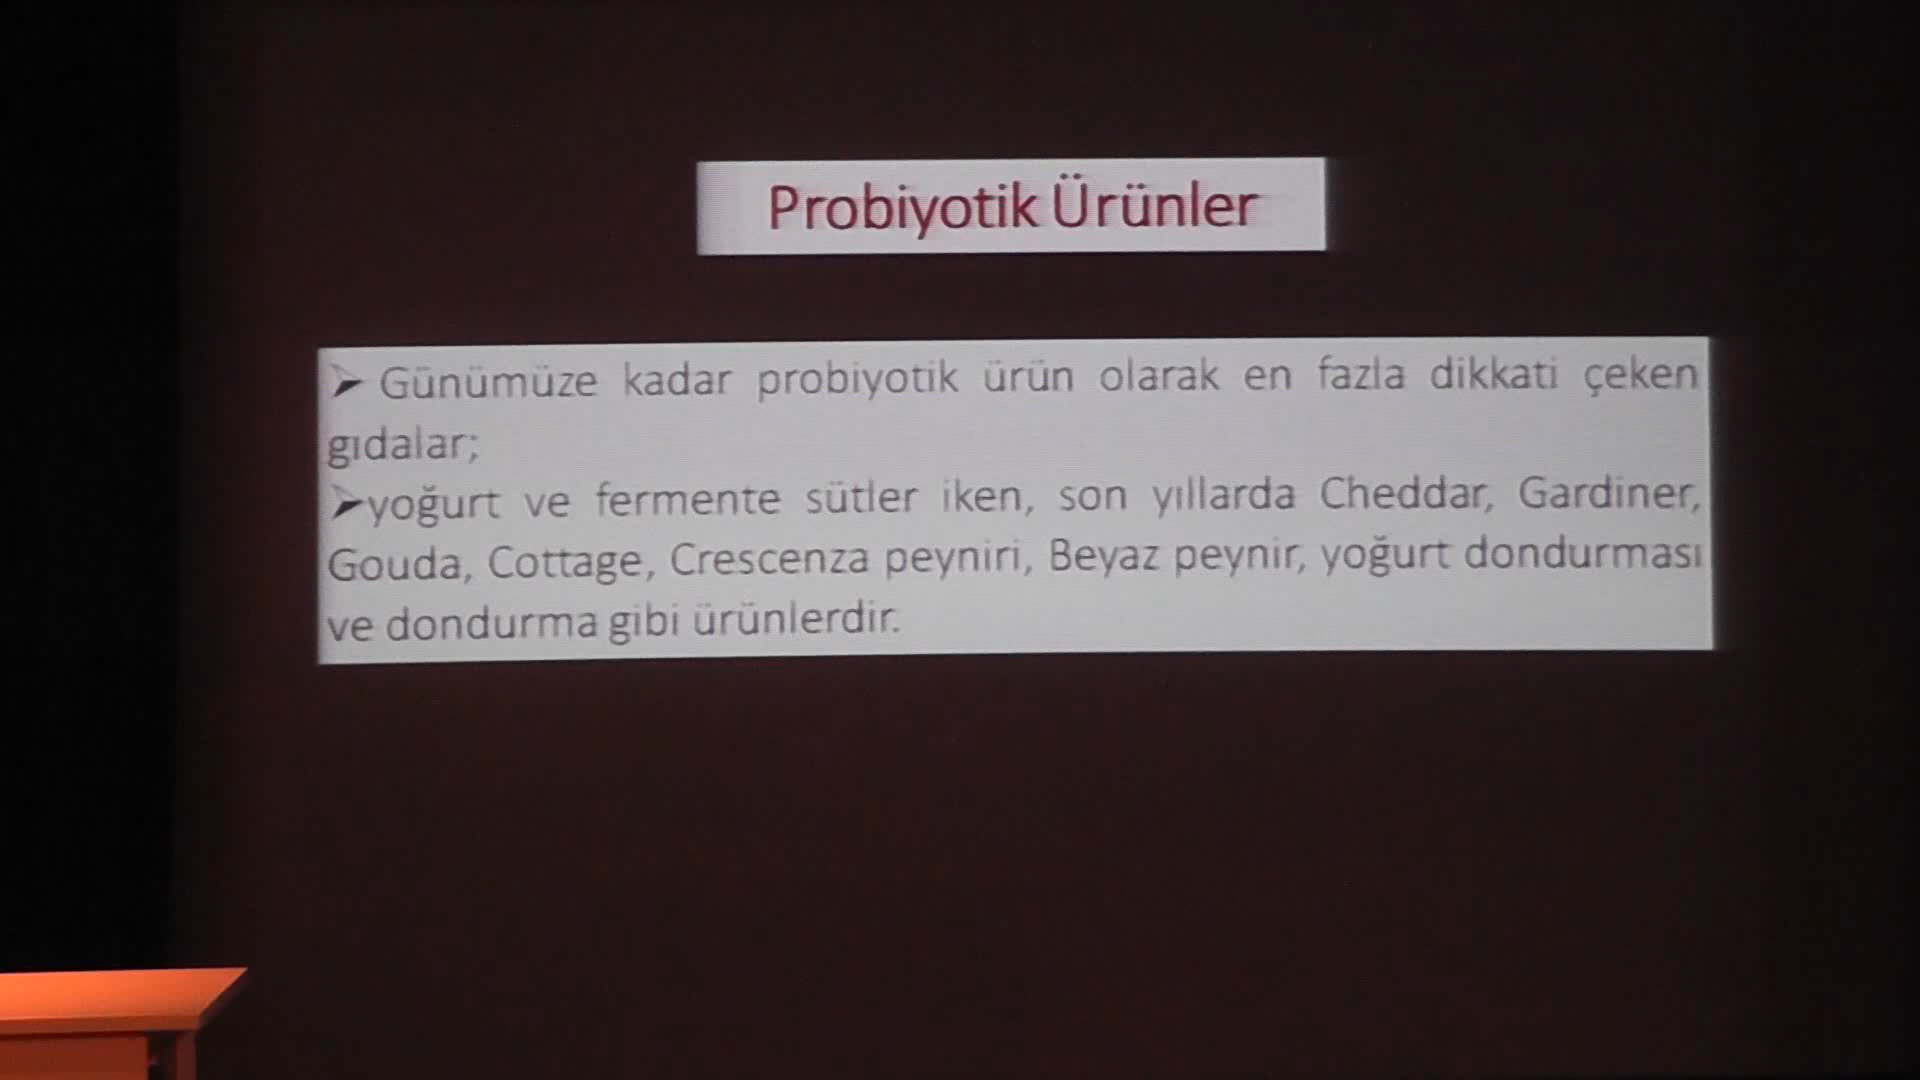 Probiyotik Ürünler
➢ Günümüze kadar probiyotik ürün olarak en fazla dikkati çeken
gıdalar;
➢yoğurt ve fermente sütler iken, son yıllarda Cheddar, Gardiner,
Gouda, Cottage, Crescenza peyniri, Beyaz peynir, yoğurt dondurması
ve dondurma gibi ürünlerdir.